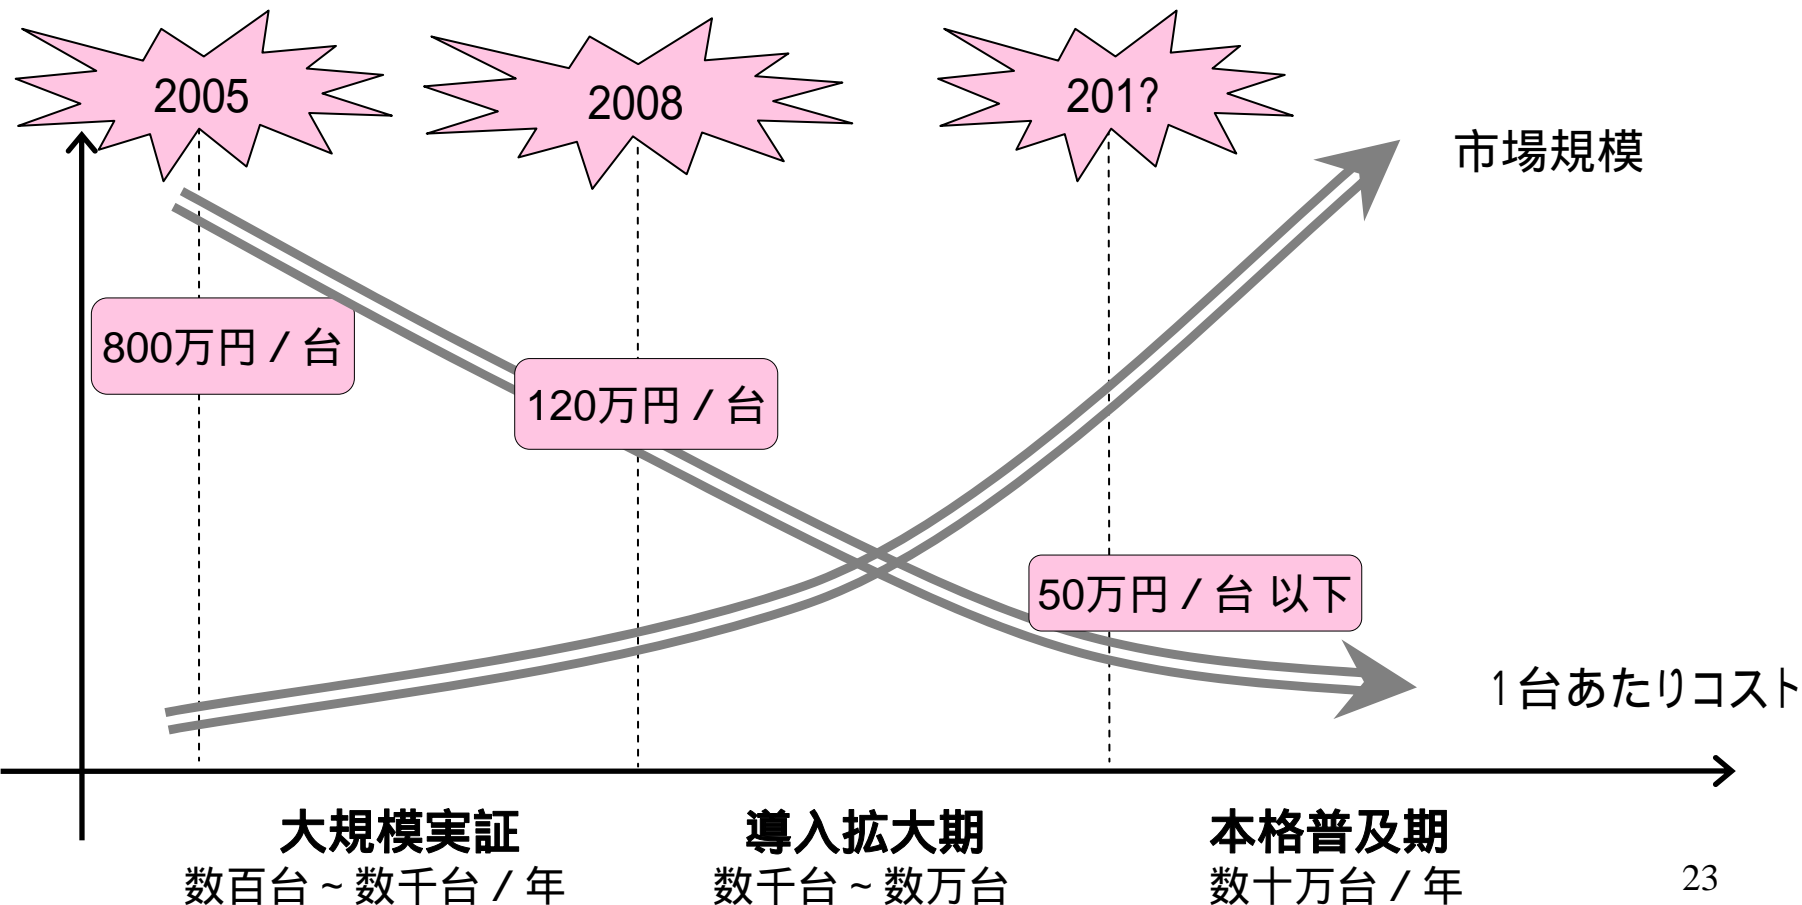 2005
2008
201?
市場規模
800万円／台
120万円／台
50万円／台 以下
1台あたりコスト
大規模実証
数百台～数千台／年
導入拡大期
数千台～数万台
本格普及期
数十万台／年
23